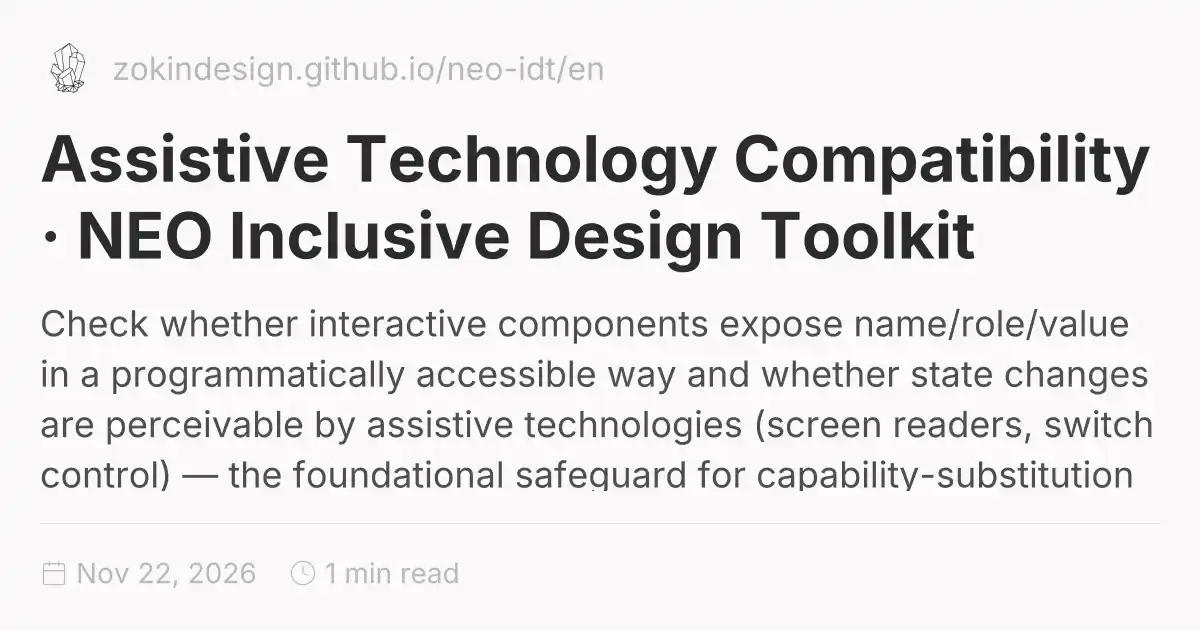 zokindesign.github.io/neo-idt/en
Assistive Technology Compatibility
· NEO Inclusive Design Toolkit
Check whether interactive components expose name/role/value
in a programmatically accessible way and whether state changes
are perceivable by assistive technologies (screen readers, switch
control) — the foundational safeguard for capability-substitution
Nov 22, 2026
1 min read